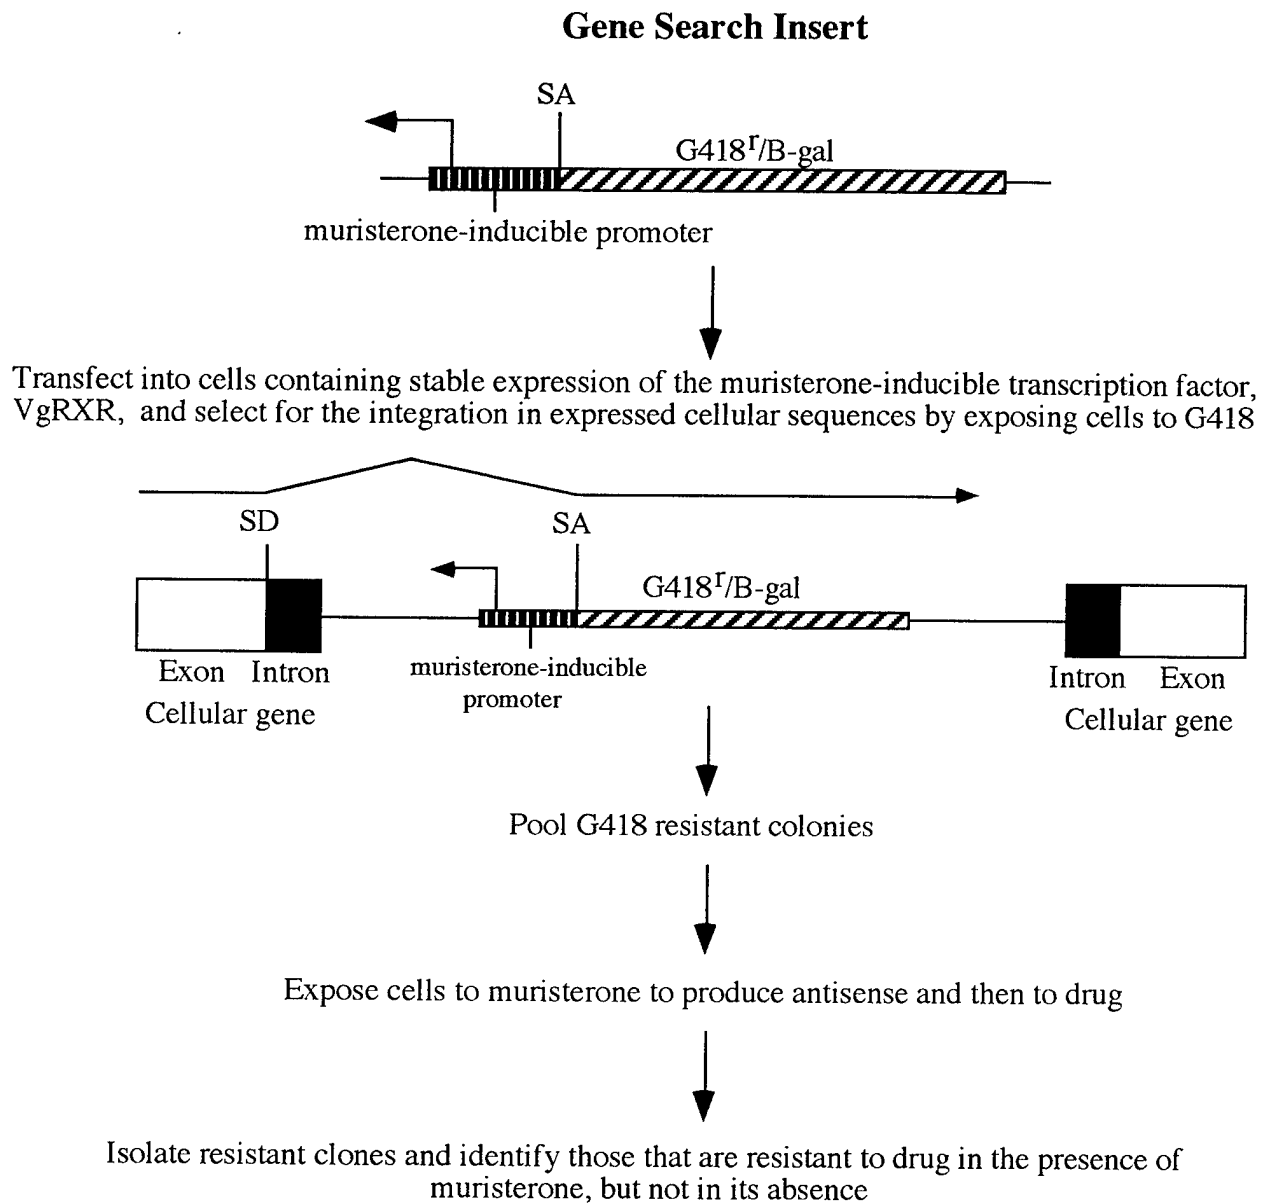 Gene Search Insert
SA
G418r/B-gal
muristerone-inducible promoter
Transfect into cells containing stable expression of the muristerone-inducible transcription factor,
VgRXR, and select for the integration in expressed cellular sequences by exposing cells to G418
SD
SA
G418r/B-gal
muristerone-inducible
promoter
Exon Intron
Cellular gene
Intron Exon
Cellular gene
Pool G418 resistant colonies
Expose cells to muristerone to produce antisense and then to drug
Isolate resistant clones and identify those that are resistant to drug in the presence of
muristerone, but not in its absence